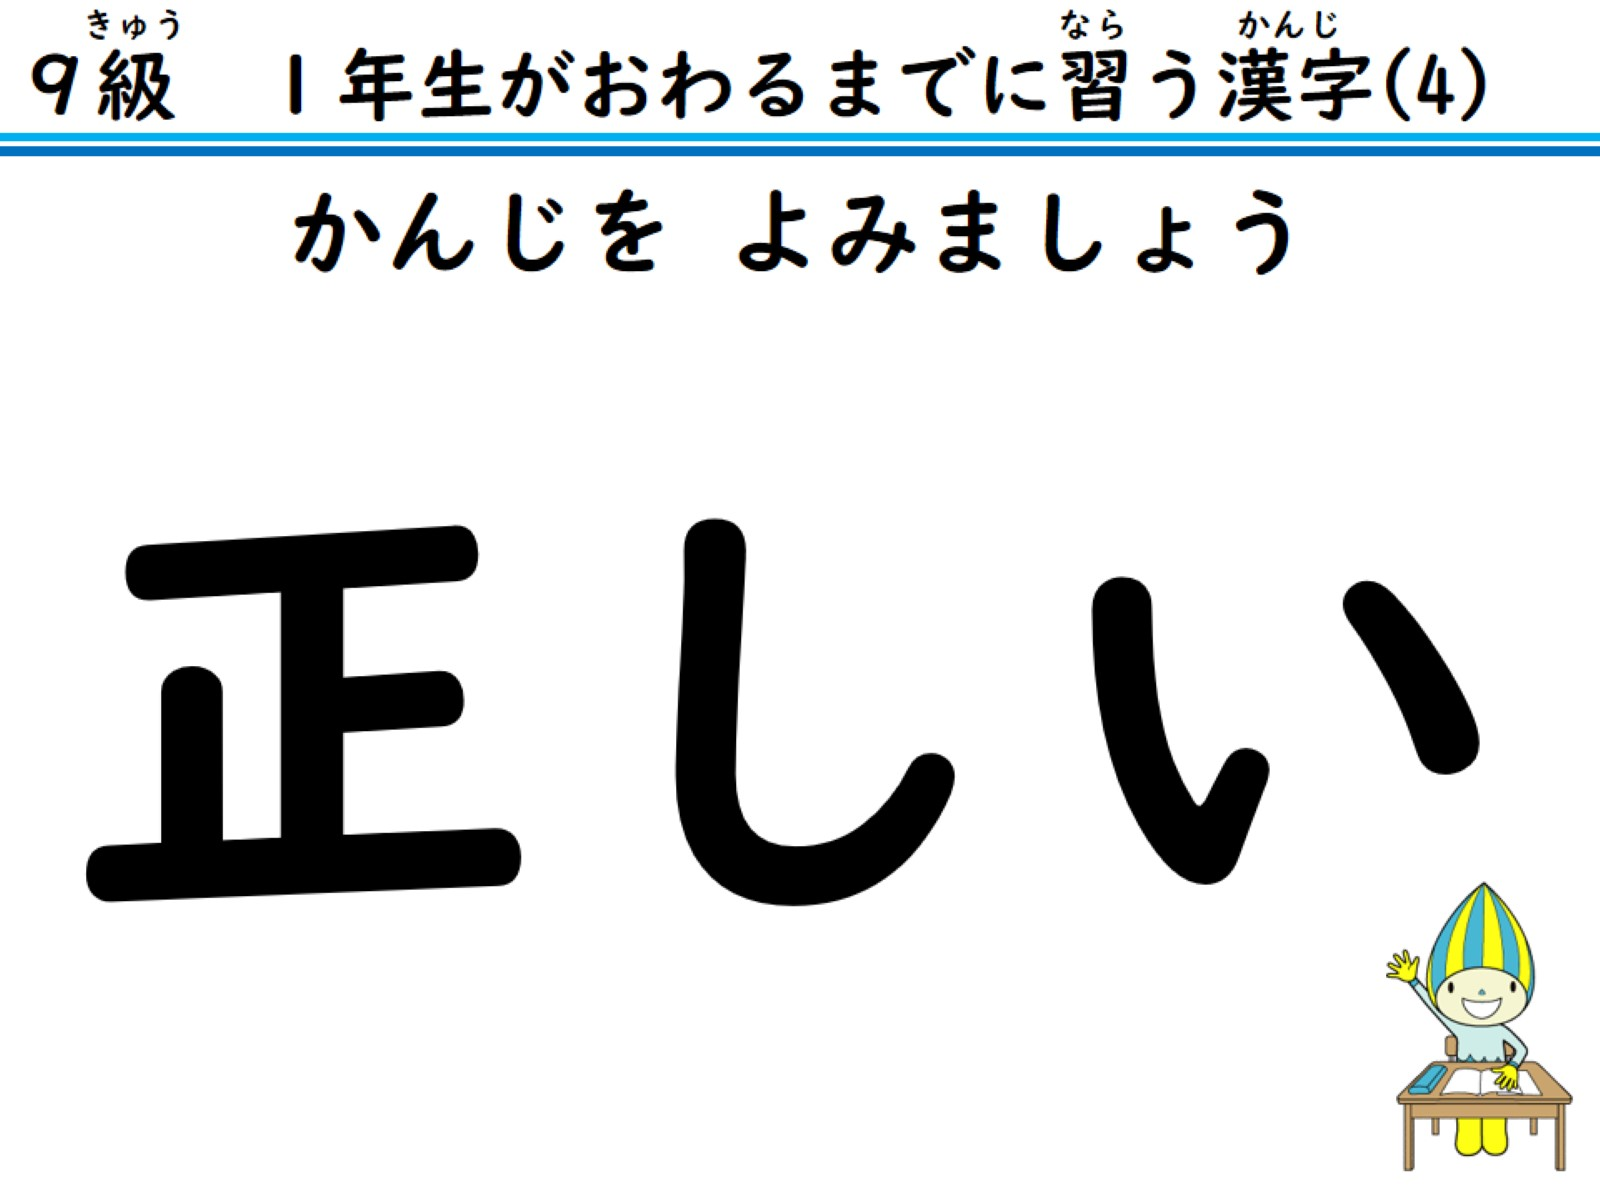 きゅう なら かんじ
9級 1年生がおわるまでに習う漢字(4)
かんじを よみましょう
正しい